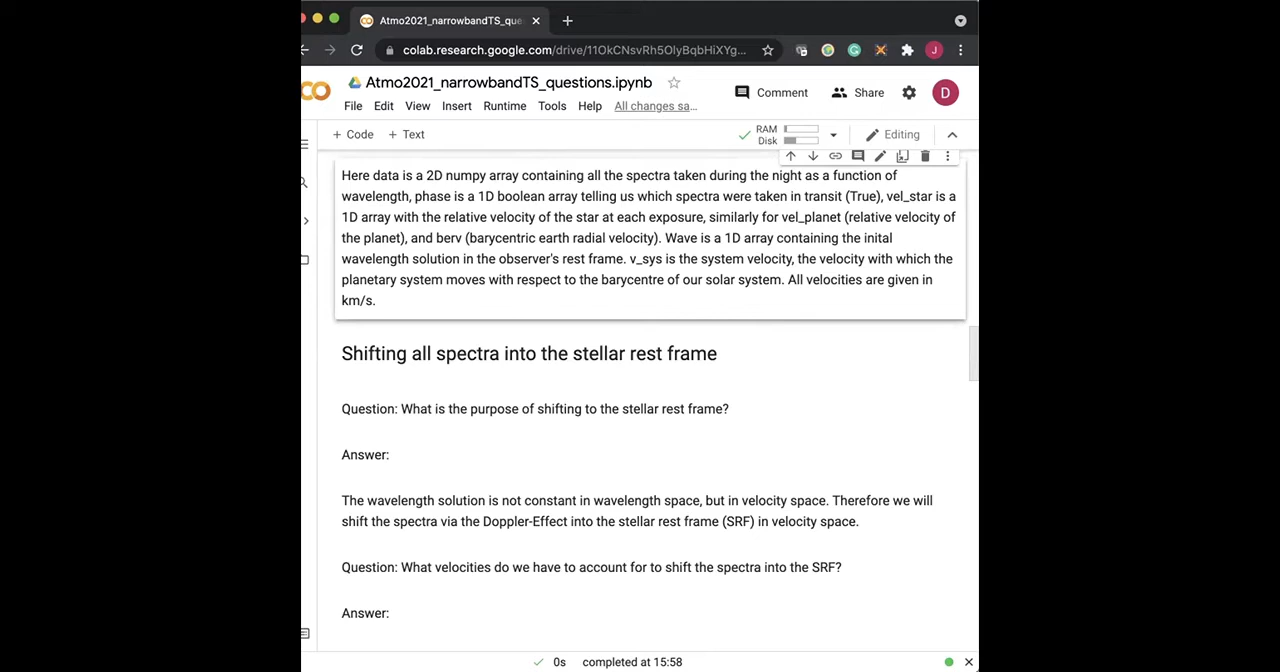 Atmo2021_narrowbandTS_que
colab.research.google.com/drive/11OkCNsvRh5OlyBqbHiXYg...
J
Atmo2021_narrowbandTS_questions.ipynb
Comment
Share
D
File Edit View Insert Runtime Tools Help All changes sa...
+ Code + Text
RAM
Disk
Editing
Here data is a 2D numpy array containing all the spectra taken during the night as a function of
wavelength, phase is a 1D boolean array telling us which spectra were taken in transit (True), vel_star is a
1D array with the relative velocity of the star at each exposure, similarly for vel_planet (relative velocity of
the planet), and berv (barycentric earth radial velocity). Wave is a 1D array containing the inital
wavelength solution in the observer's rest frame. v_sys is the system velocity, the velocity with which the
planetary system moves with respect to the barycentre of our solar system. All velocities are given in
km/s.
Shifting all spectra into the stellar rest frame
Question: What is the purpose of shifting to the stellar rest frame?
Answer:
The wavelength solution is not constant in wavelength space, but in velocity space. Therefore we will
shift the spectra via the Doppler-Effect into the stellar rest frame (SRF) in velocity space.
Question: What velocities do we have to account for to shift the spectra into the SRF?
Answer:
0s completed at 15:58